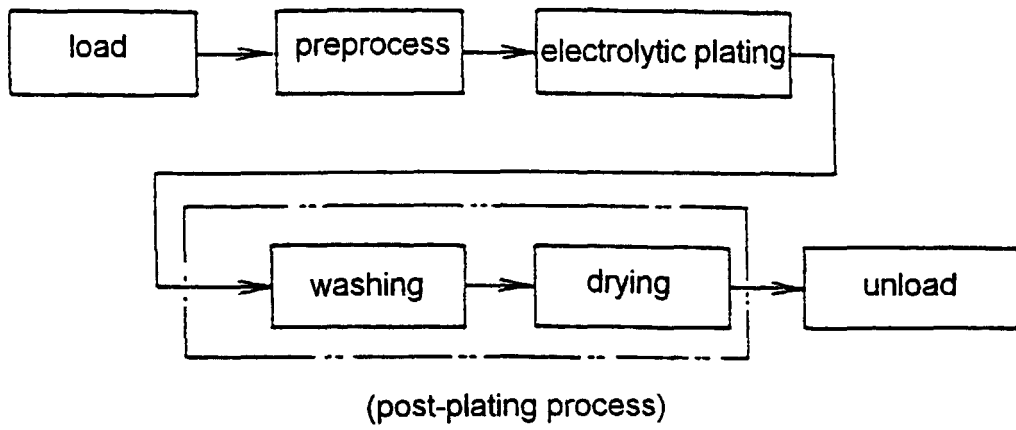 load
preprocess
electrolytic plating
washing
drying
unload
(post-plating process)